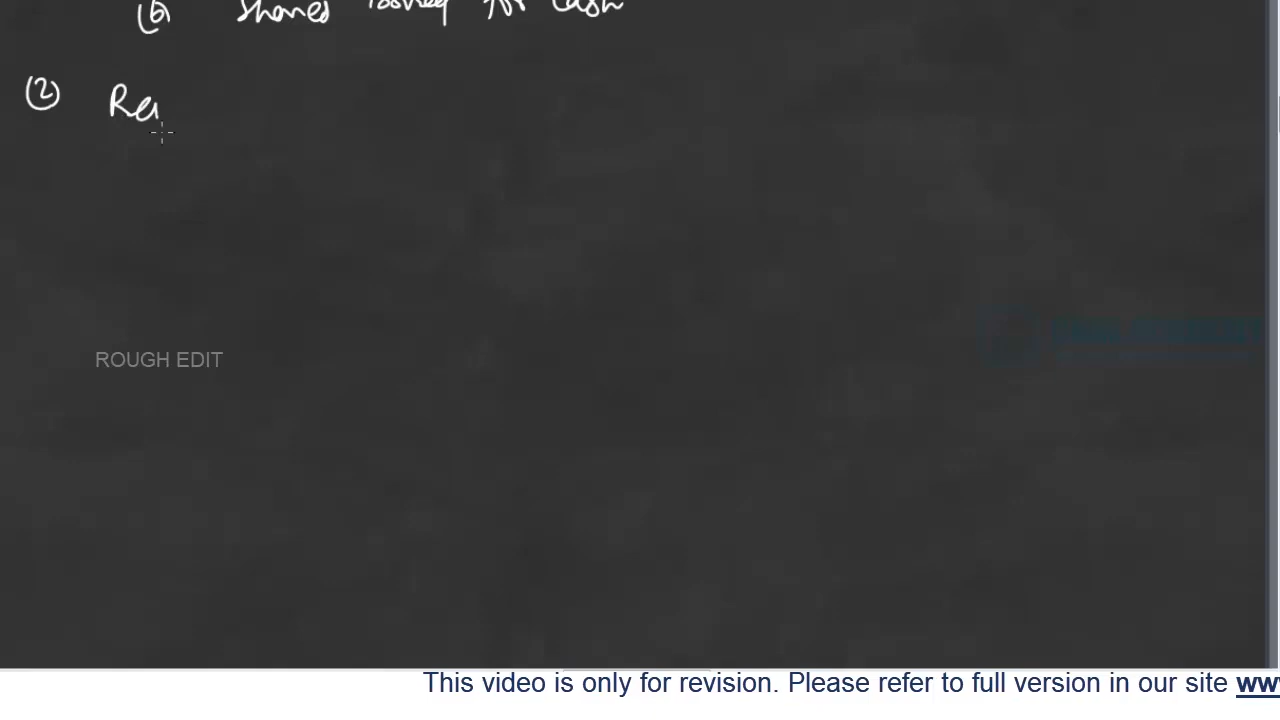 (b) Shares issued for cash
(2) Rea
ROUGH EDIT
This video is only for revision. Please refer to full version in our site ww